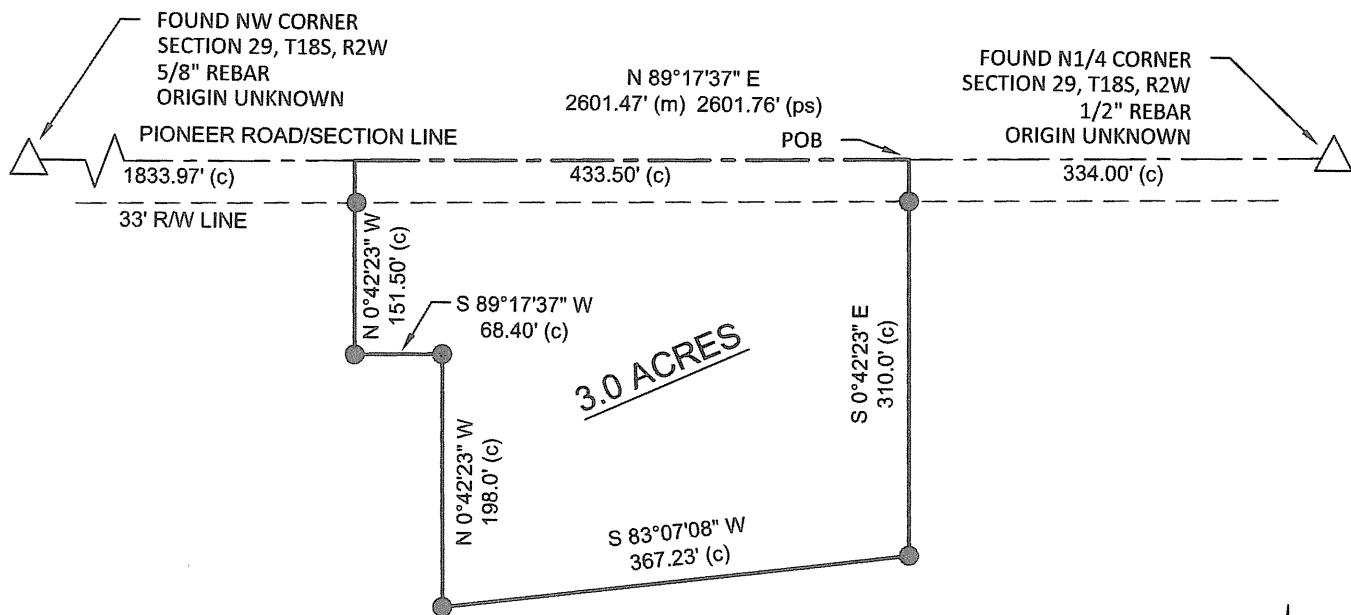 FOUND NW CORNER
SECTION 29, T18S, R2W
5/8" REBAR
ORIGIN UNKNOWN
N 89°17'37" E
2601.47' (m) 2601.76' (ps)
FOUND N1/4 CORNER
SECTION 29, T18S, R2W
1/2" REBAR
ORIGIN UNKNOWN
PIONEER ROAD/SECTION LINE
POB
1833.97' (c)
433.50' (c)
334.00' (c)
33' R/W LINE
N 0°42'23" W
151.50' (c)
S 89°17'37" W
68.40' (c)
3.0 ACRES
S 0°42'23" E
310.0' (c)
N 0°42'23" W
198.0' (c)
S 83°07'08" W
367.23' (c)